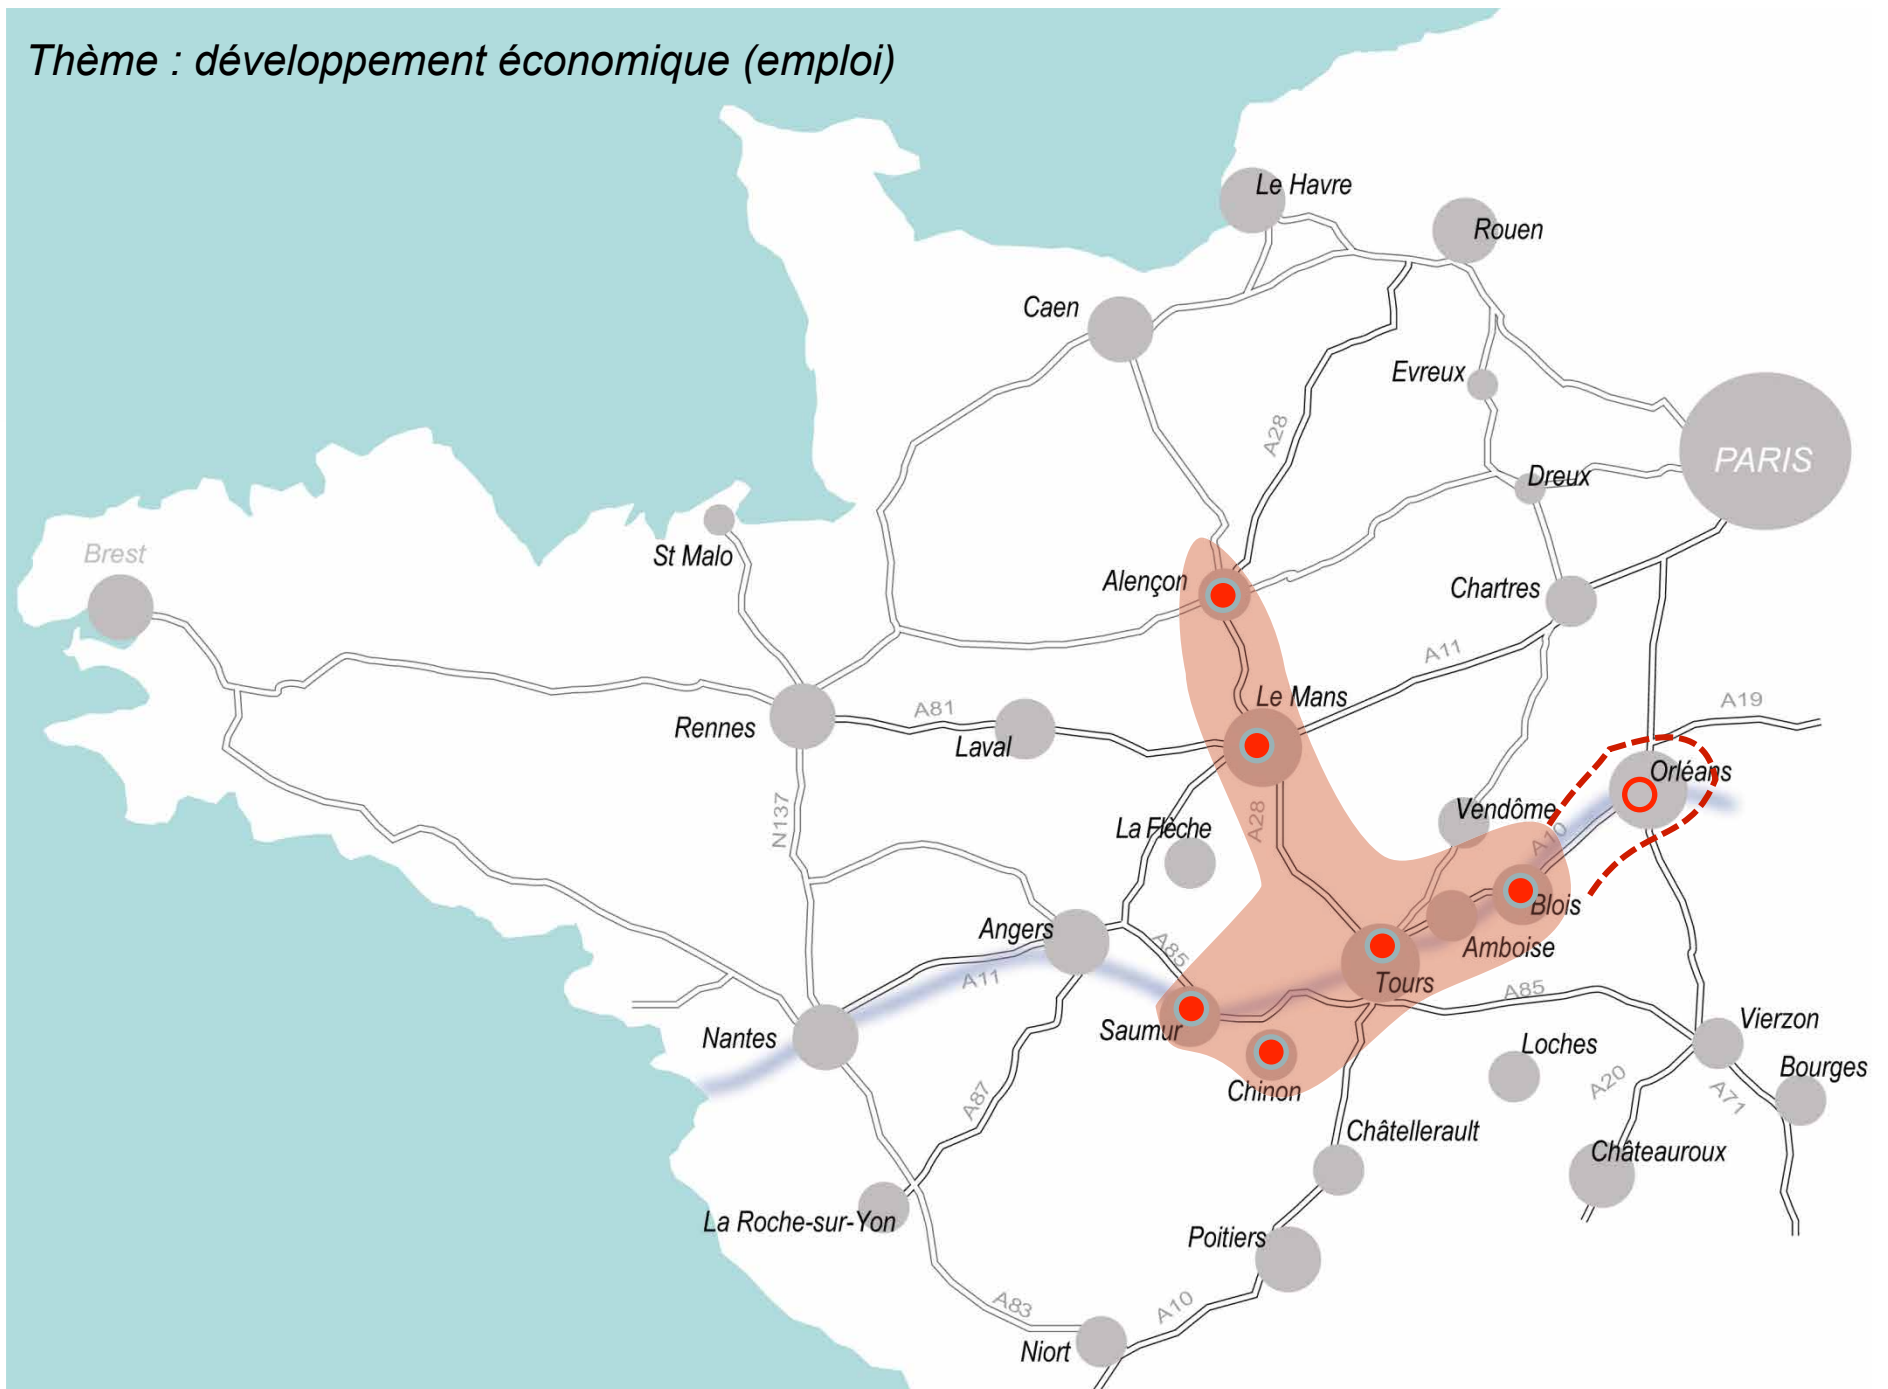 Thème : développement économique (emploi)
Le Havre
Rouen
Caen
Evreux
A28
PARIS
Dreux
Brest
St Malo
Alençon
Chartres
A11
Le Mans
A81
A19
Rennes
Laval
Orléans
N137
La Flèche
A28
Vendôme
A10
Angers
A85
Blois
Amboise
A11
Tours
A85
Saumur
Nantes
Vierzon
Loches
Bourges
Chinon
A87
A20
A71
Châtellerault
Châteauroux
La Roche-sur-Yon
Poitiers
A83
A10
Niort